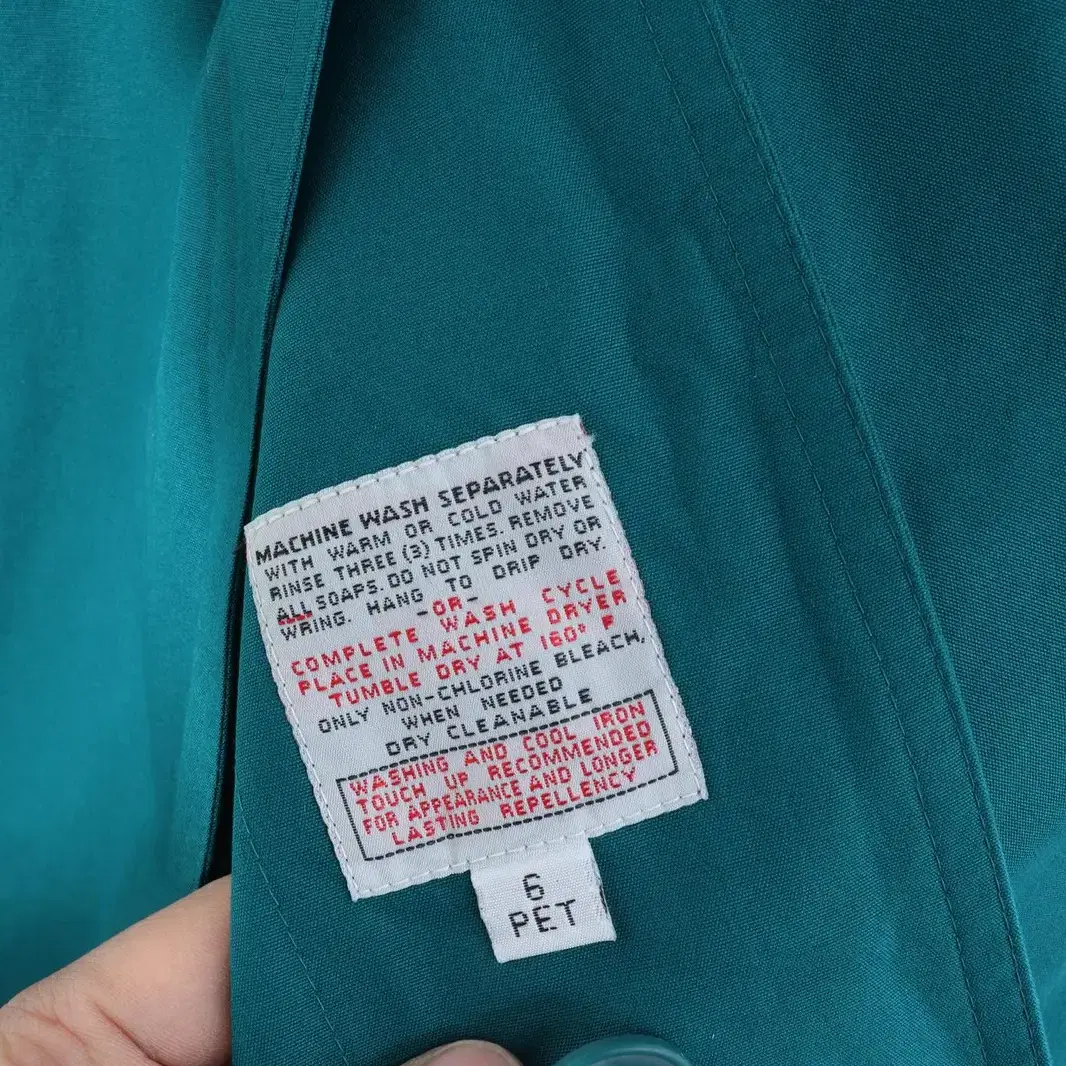 MACHINE WASH SEPARATELY
WITH WARM OR COLD WATER
RINSE THREE (3) TIMES. REMOVE
ALL SOAPS. DO NOT SPIN DRY OR
WRING. HANG TO DRIP DRY.
-OR-
COMPLETE WASH CYCLE
PLACE IN MACHINE DRYER
TUMBLE DRY AT 160° F
ONLY NON-CHLORINE BLEACH,
WHEN NEEDED
DRY CLEANABLE
WASHING AND COOL IRON
TOUCH UP RECOMMENDED
FOR APPEARANCE AND LONGER
LASTING REPELLENCY
6
PET